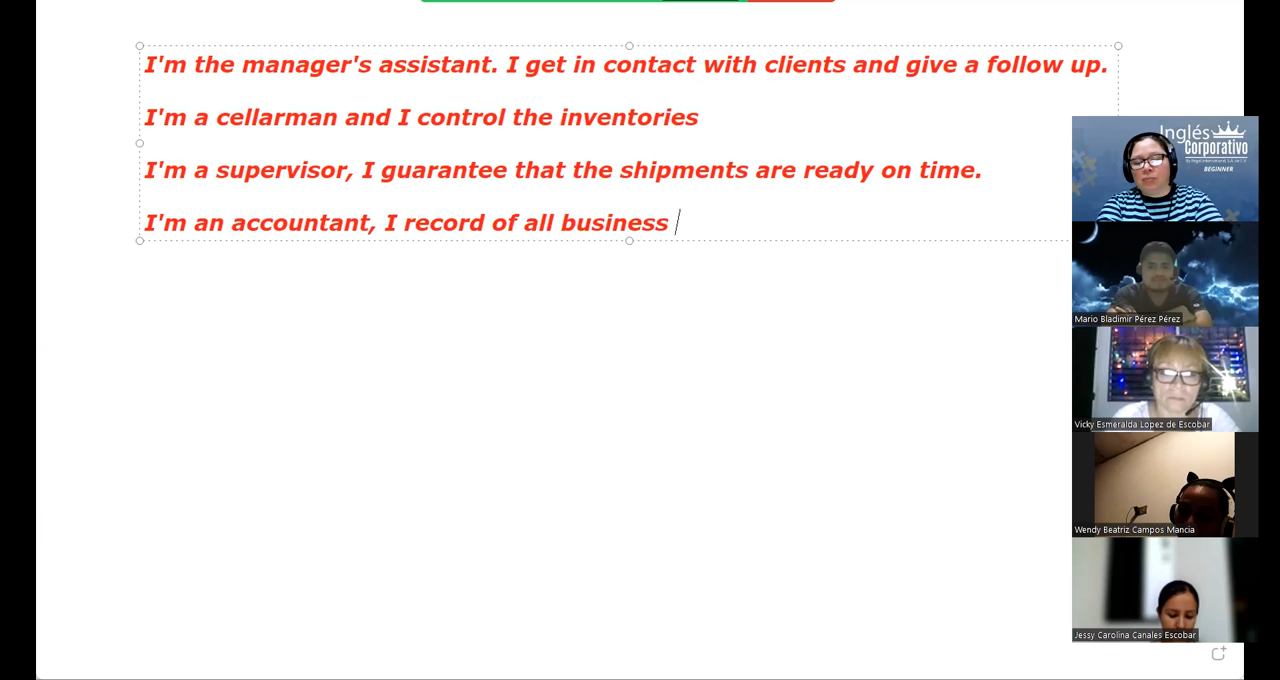 I'm the manager's assistant. I get in contact with clients and give a follow up.
I'm a cellarman and I control the inventories
I'm a supervisor, I guarantee that the shipments are ready on time.
I'm an accountant, I record of all business
Inglés
Corporativo
BEGINNER
Mario Bladimir Pérez Pérez
Vicky Esmeralda Lopez de Escobar
Wendy Beatriz Campos Mancia
Jessy Carolina Canales Escobar